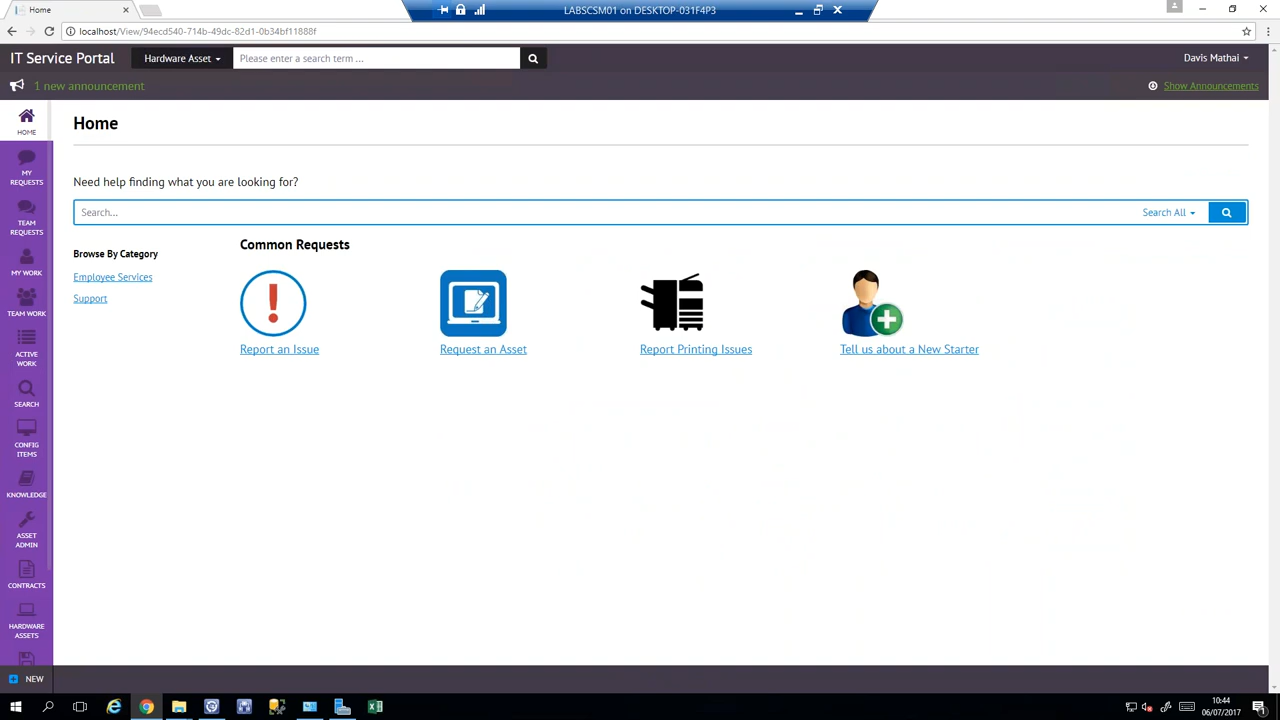 Home
LABSCSM01 on DESKTOP-031F4P3
localhost/View/94ecd540-714b-49dc-82d1-0b34bf11888f
IT Service Portal
Hardware Asset
Please enter a search term ...
Davis Mathai
1 new announcement
Show Announcements
HOME
MY REQUESTS
TEAM REQUESTS
MY WORK
TEAM WORK
ACTIVE WORK
SEARCH
CONFIG ITEMS
KNOWLEDGE
ASSET ADMIN
CONTRACTS
HARDWARE ASSETS
Home
Need help finding what you are looking for?
Search...
Search All
Browse By Category
Employee Services
Support
Common Requests
Report an Issue
Request an Asset
Report Printing Issues
Tell us about a New Starter
NEW
10:44
06/07/2017
1